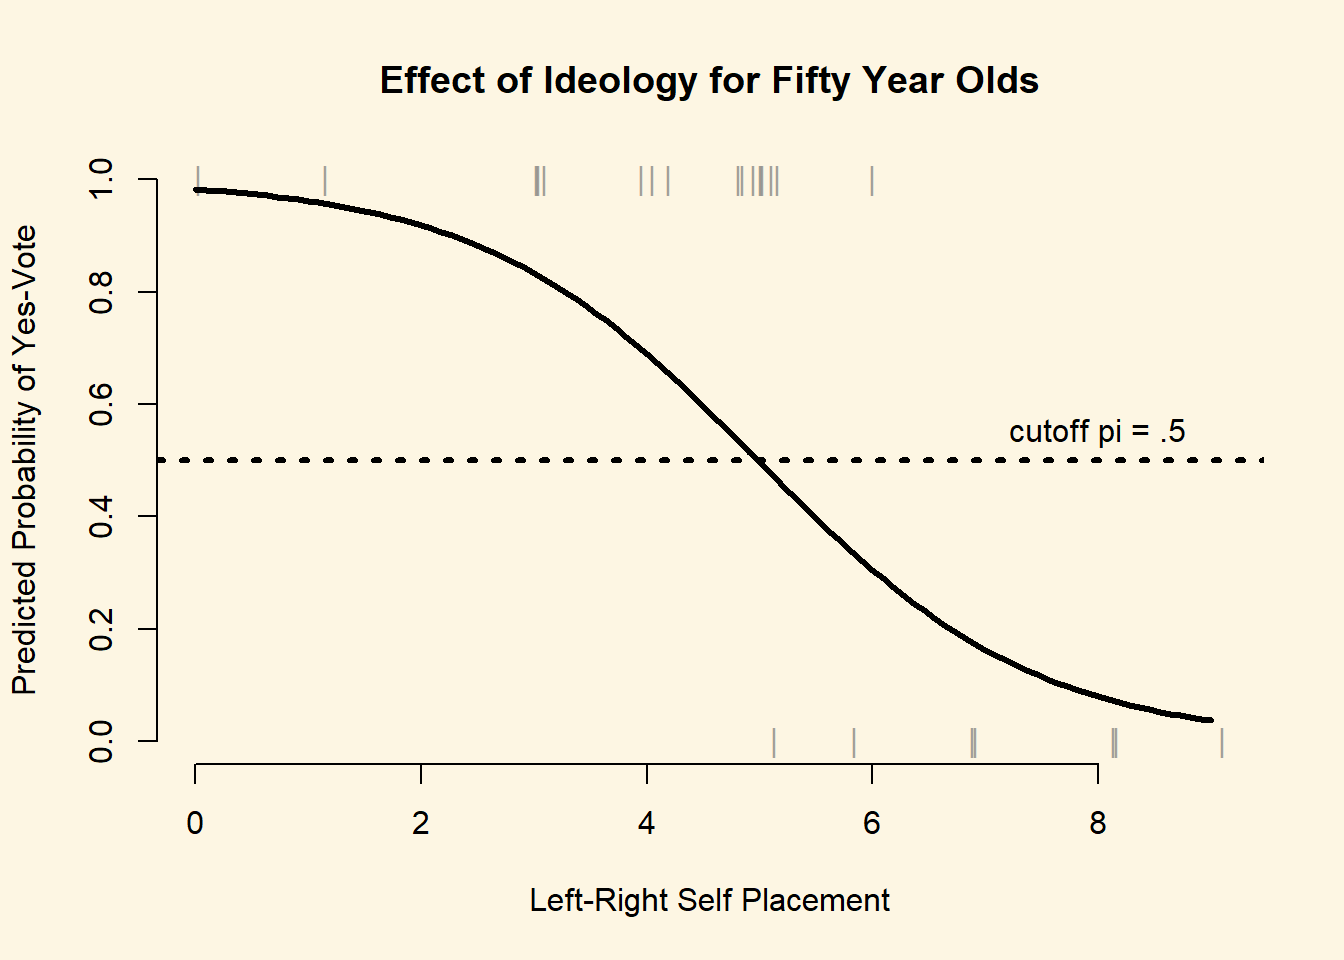 Effect of Ideology for Fifty Year Olds
Predicted Probability of Yes-Vote
1.0
0.8
0.6
0.4
0.2
0.0
cutoff pi = .5
0 2 4 6 8
Left-Right Self Placement